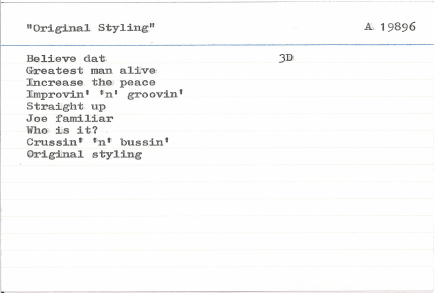 "Original Styling" A 19896
Believe dat 3D
Greatest man alive
Increase the peace
Improvin' 'n' groovin'
Straight up
Joe familiar
Who is it?
Crussin' 'n' bussin'
Original styling